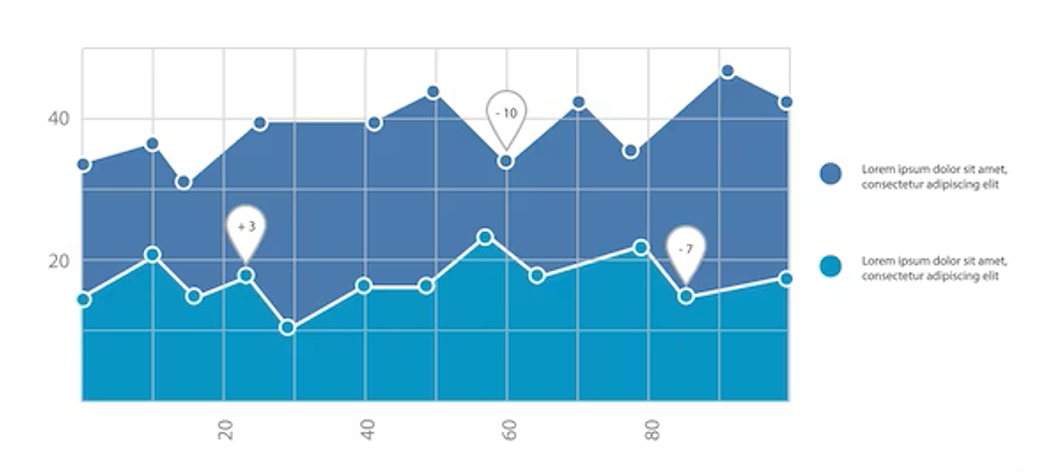 40
20
- 10
+ 3
- 7
20
40
60
80
Lorem ipsum dolor sit amet,
consectetur adipiscing elit
Lorem ipsum dolor sit amet,
consectetur adipiscing elit